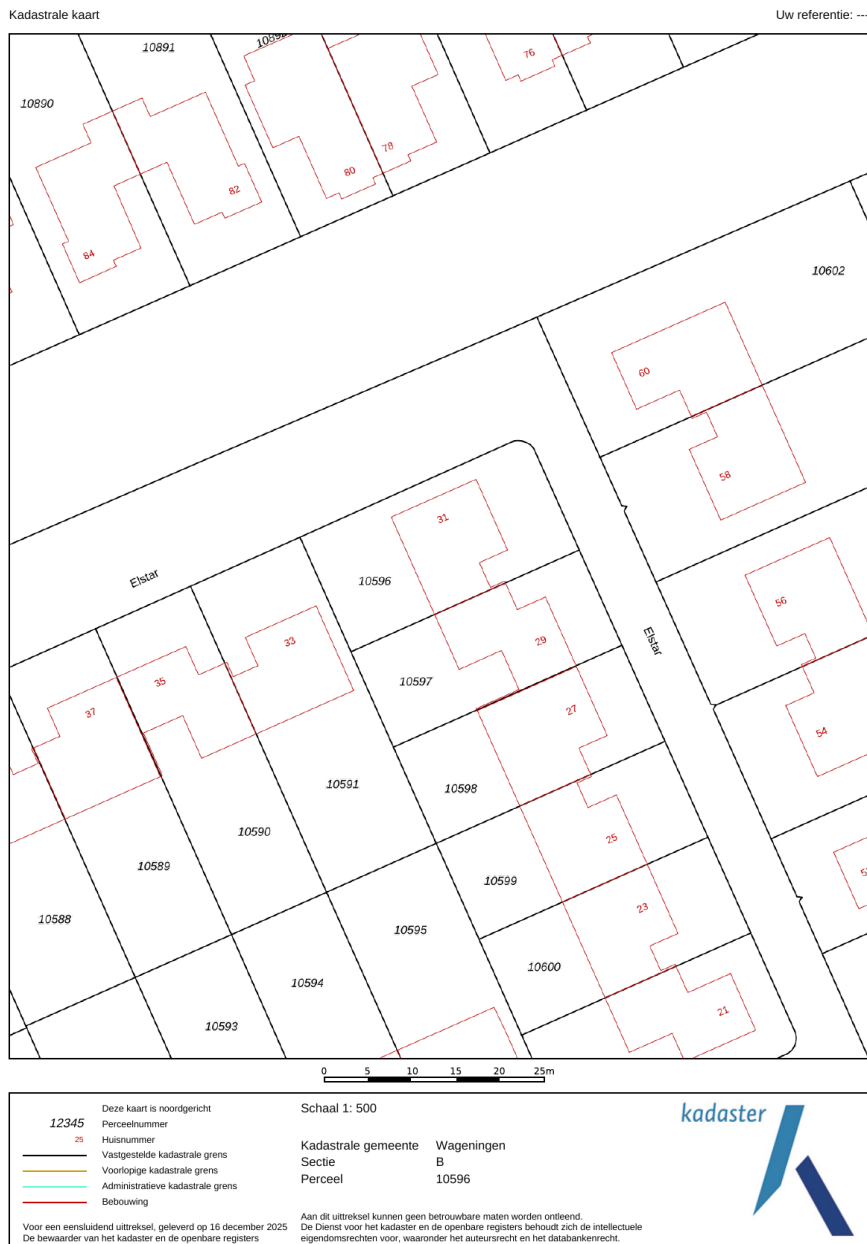 Kadastrale kaart
Uw referentie: ---
10891
10892
76
10890
78
80
82
84
10602
60
58
31
Elstar
10596
56
33
29
Elstar
35
10597
27
37
54
10591
10598
25
10590
10589
10599
23
10588
10595
10600
10594
21
10593
0 5 10 15 20 25m
Deze kaart is noordgericht
12345 Perceelnummer
25 Huisnummer
Vastgestelde kadastrale grens
Voorlopige kadastrale grens
Administratieve kadastrale grens
Bebouwing
Voor een eensluidend uittreksel, geleverd op 16 december 2025
De bewaarder van het kadaster en de openbare registers
Schaal 1: 500
Kadastrale gemeente Wageningen
Sectie B
Perceel 10596
Aan dit uittreksel kunnen geen betrouwbare maten worden ontleend.
De Dienst voor het kadaster en de openbare registers behoudt zich de intellectuele
eigendomsrechten voor, waaronder het auteursrecht en het databankenrecht.
kadaster